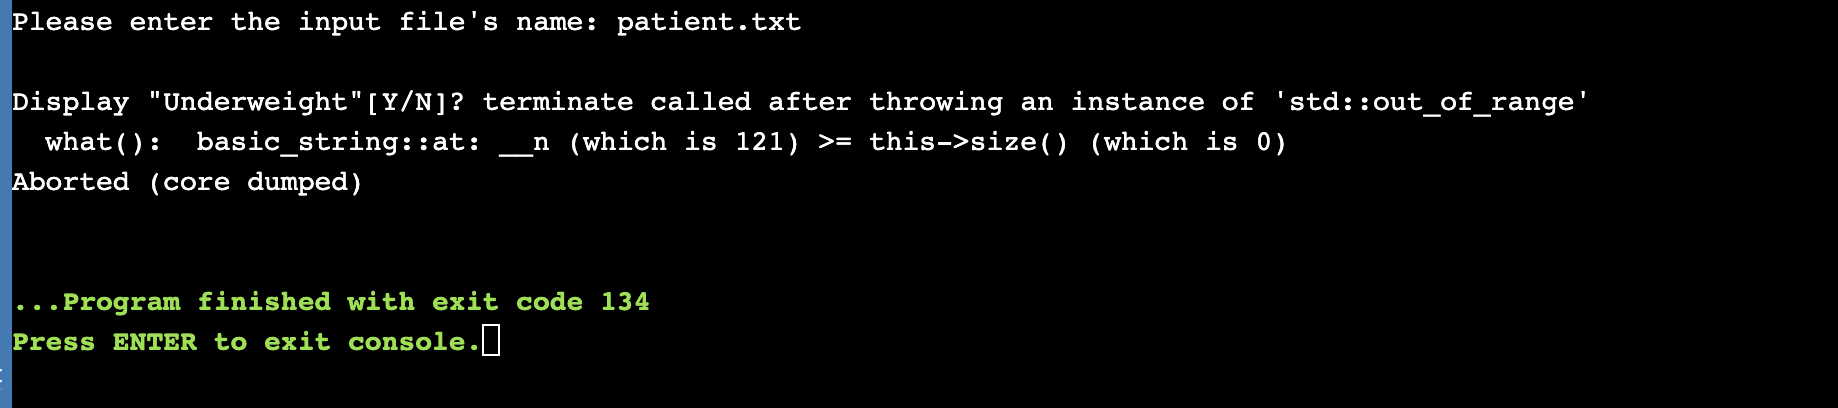 Please enter the input file's name: patient.txt
Display "Underweight"[Y/N]? terminate called after throwing an instance of 'std::out_of_range'
  what():  basic_string::at: __n (which is 121) >= this->size() (which is 0)
Aborted (core dumped)
...Program finished with exit code 134
Press ENTER to exit console.